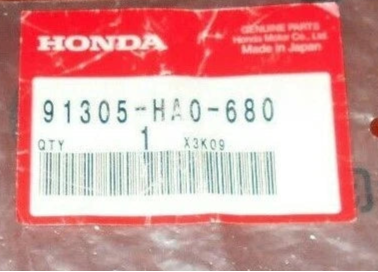 HONDA
GENUINE PARTS
Honda Motor Co., Ltd.
Made in Japan
91305-HA0-680
QTY 1 X3K09